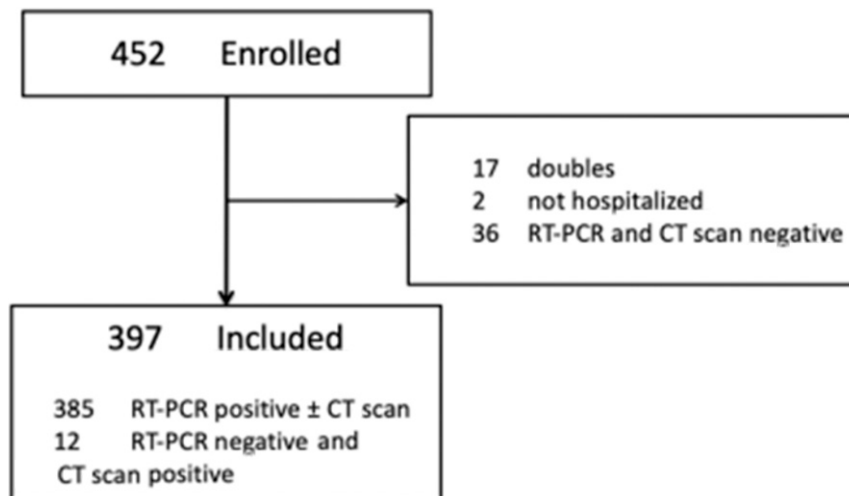 452 Enrolled
17 doubles
2 not hospitalized
36 RT-PCR and CT scan negative
397 Included
385 RT-PCR positive ± CT scan
12 RT-PCR negative and
CT scan positive